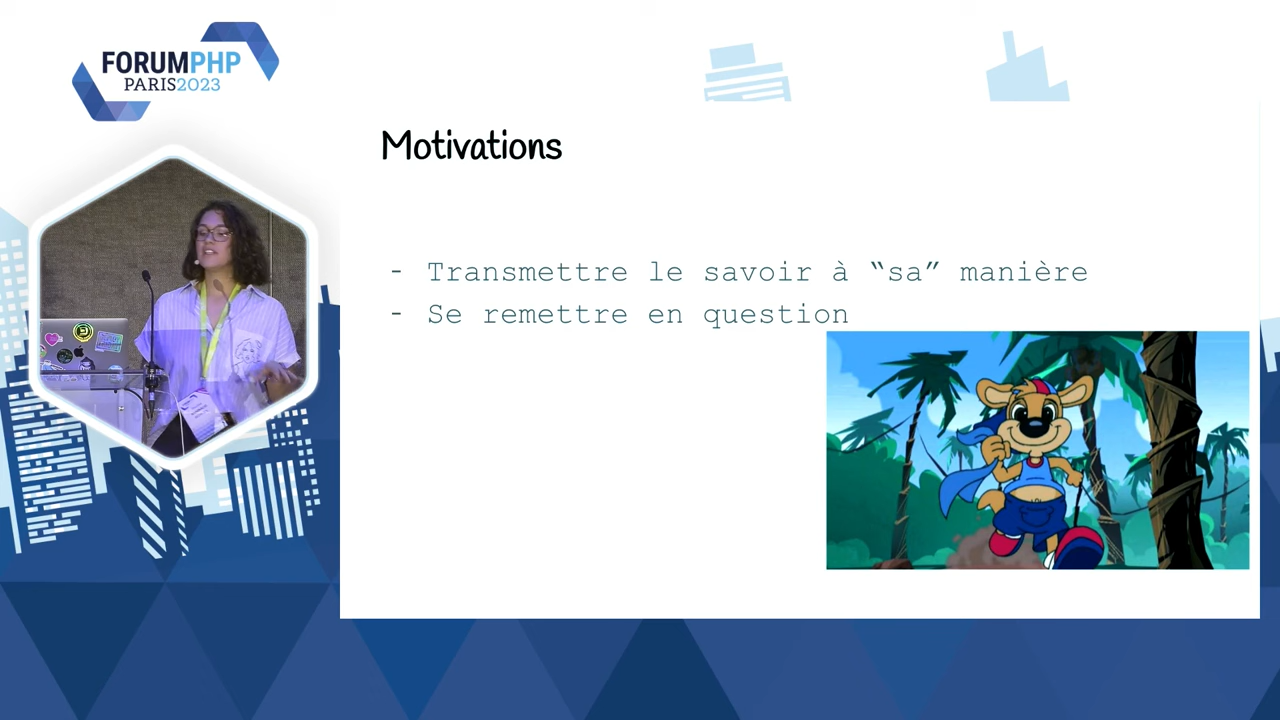 FORUMPHP
PARIS2023
Motivations
- Transmettre le savoir à “sa” manière
- Se remettre en question